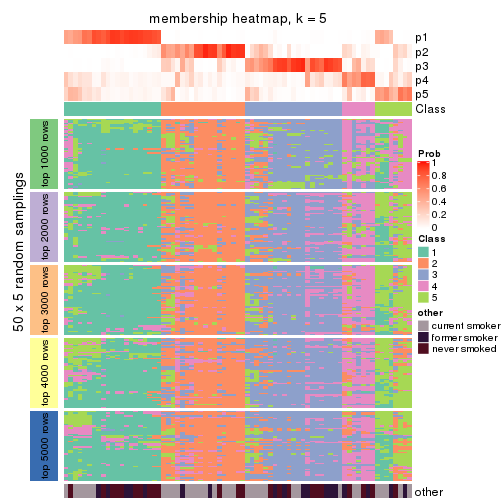 membership heatmap, k = 5
p1
p2
p3
p4
p5
Class
50 x 5 random samplings
top 1000 rows
top 2000 rows
top 3000 rows
top 4000 rows
top 5000 rows
other
Prob
1
0.8
0.6
0.4
0.2
0
Class
1
2
3
4
5
other
current smoker
former smoker
never smoked